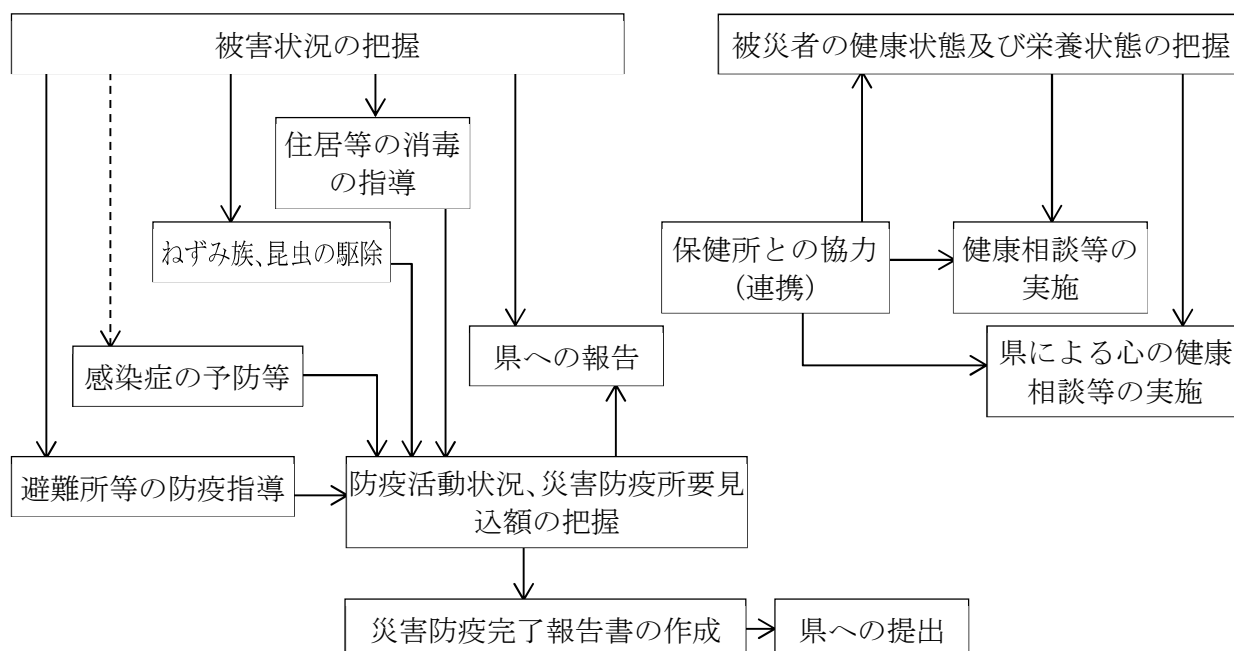 被害状況の把握
被災者の健康状態及び栄養状態の把握
住居等の消毒
の指導
ねずみ族、昆虫の駆除
保健所との協力
(連携)
健康相談等の
実施
感染症の予防等
県への報告
県による心の健康
相談等の実施
避難所等の防疫指導
防疫活動状況、災害防疫所要見
込額の把握
災害防疫完了報告書の作成
県への提出